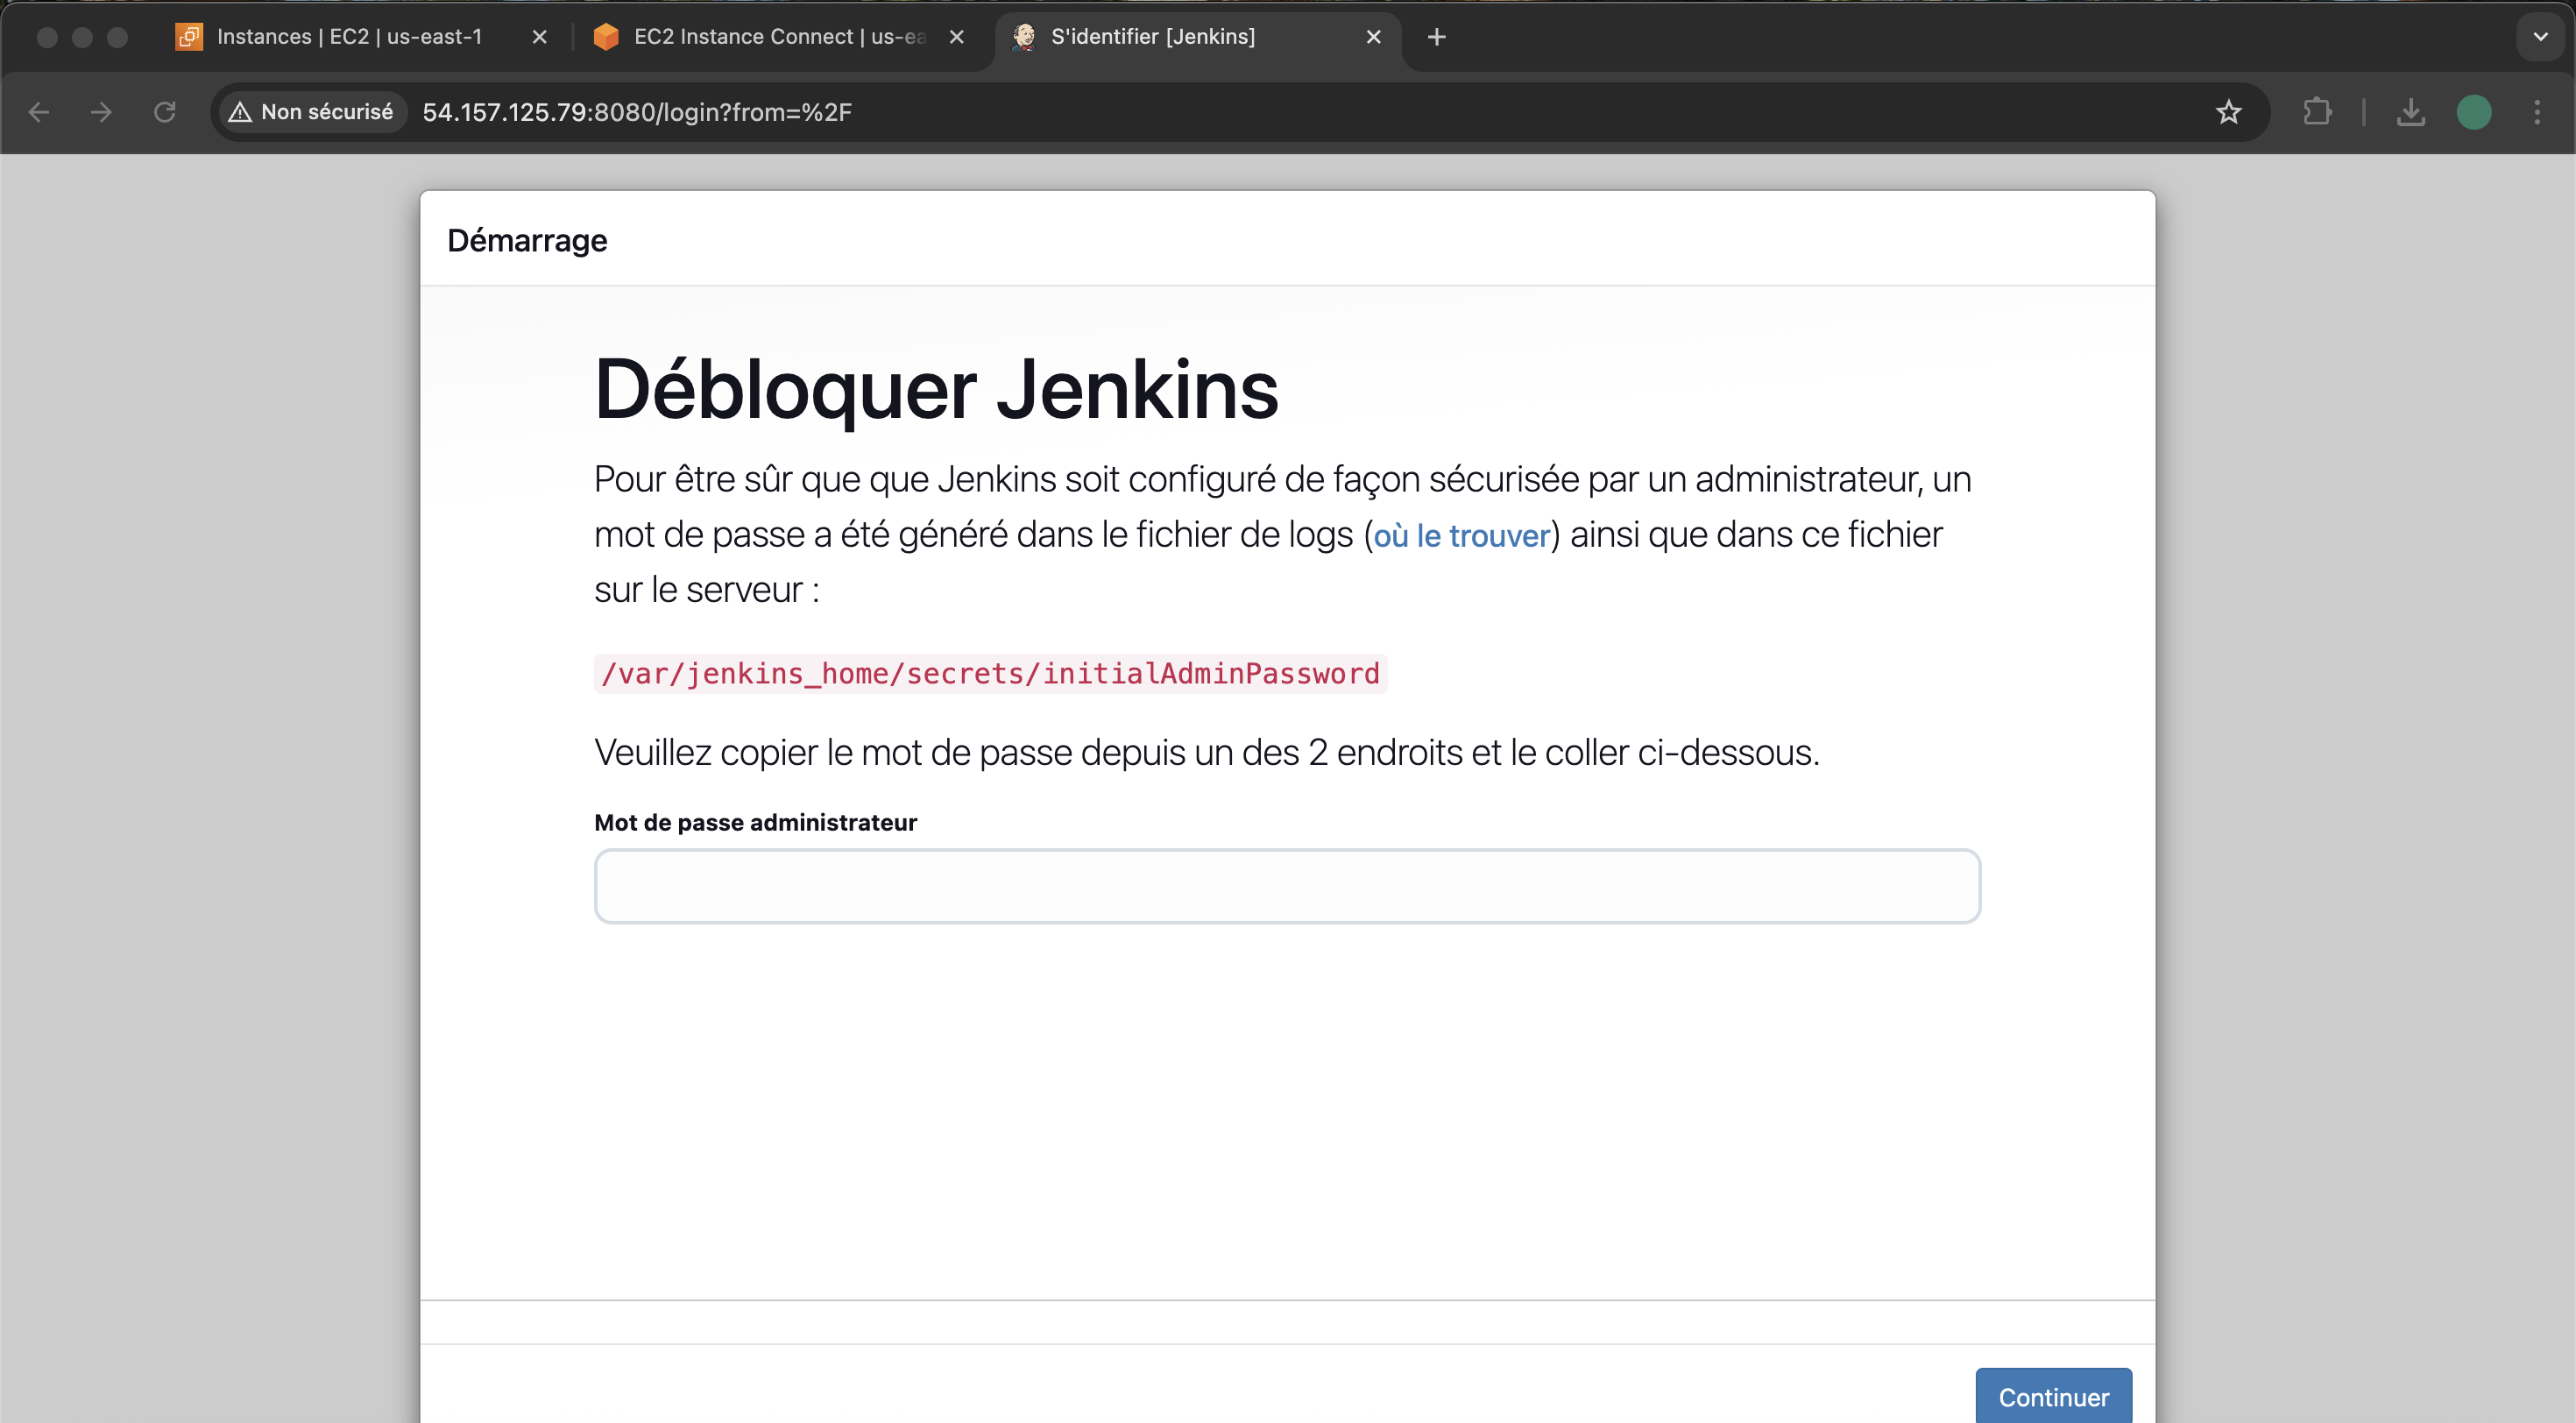 Instances | EC2 | us-east-1
EC2 Instance Connect | us-ea
S'identifier [Jenkins]
Non sécurisé
54.157.125.79:8080/login?from=%2F
Démarrage
Débloquer Jenkins
Pour être sûr que que Jenkins soit configuré de façon sécurisée par un administrateur, un
mot de passe a été généré dans le fichier de logs (où le trouver) ainsi que dans ce fichier
sur le serveur :
/var/jenkins_home/secrets/initialAdminPassword
Veuillez copier le mot de passe depuis un des 2 endroits et le coller ci-dessous.
Mot de passe administrateur
Continuer